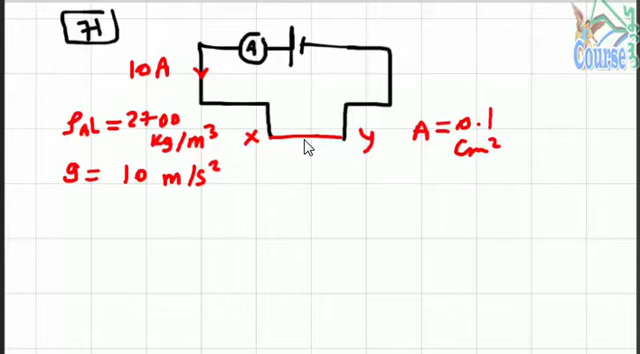 71
A
10A
ρAL = 2700 kg/m³
x
y
A = 0.1 cm²
g = 10 m/s²
Course